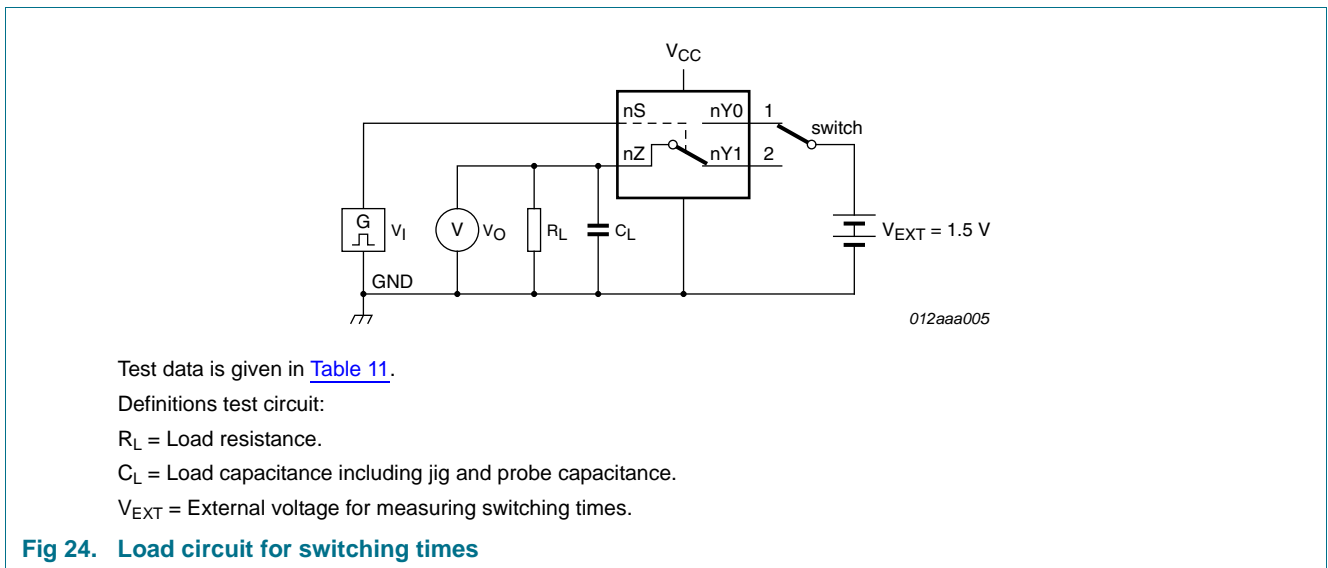 VCC
nS nY0 1
switch
nZ nY1 2
G VI
V VO RL CL VEXT = 1.5 V
GND
012aaa005
Test data is given in Table 11.
Definitions test circuit:
RL = Load resistance.
CL = Load capacitance including jig and probe capacitance.
VEXT = External voltage for measuring switching times.
Fig 24. Load circuit for switching times